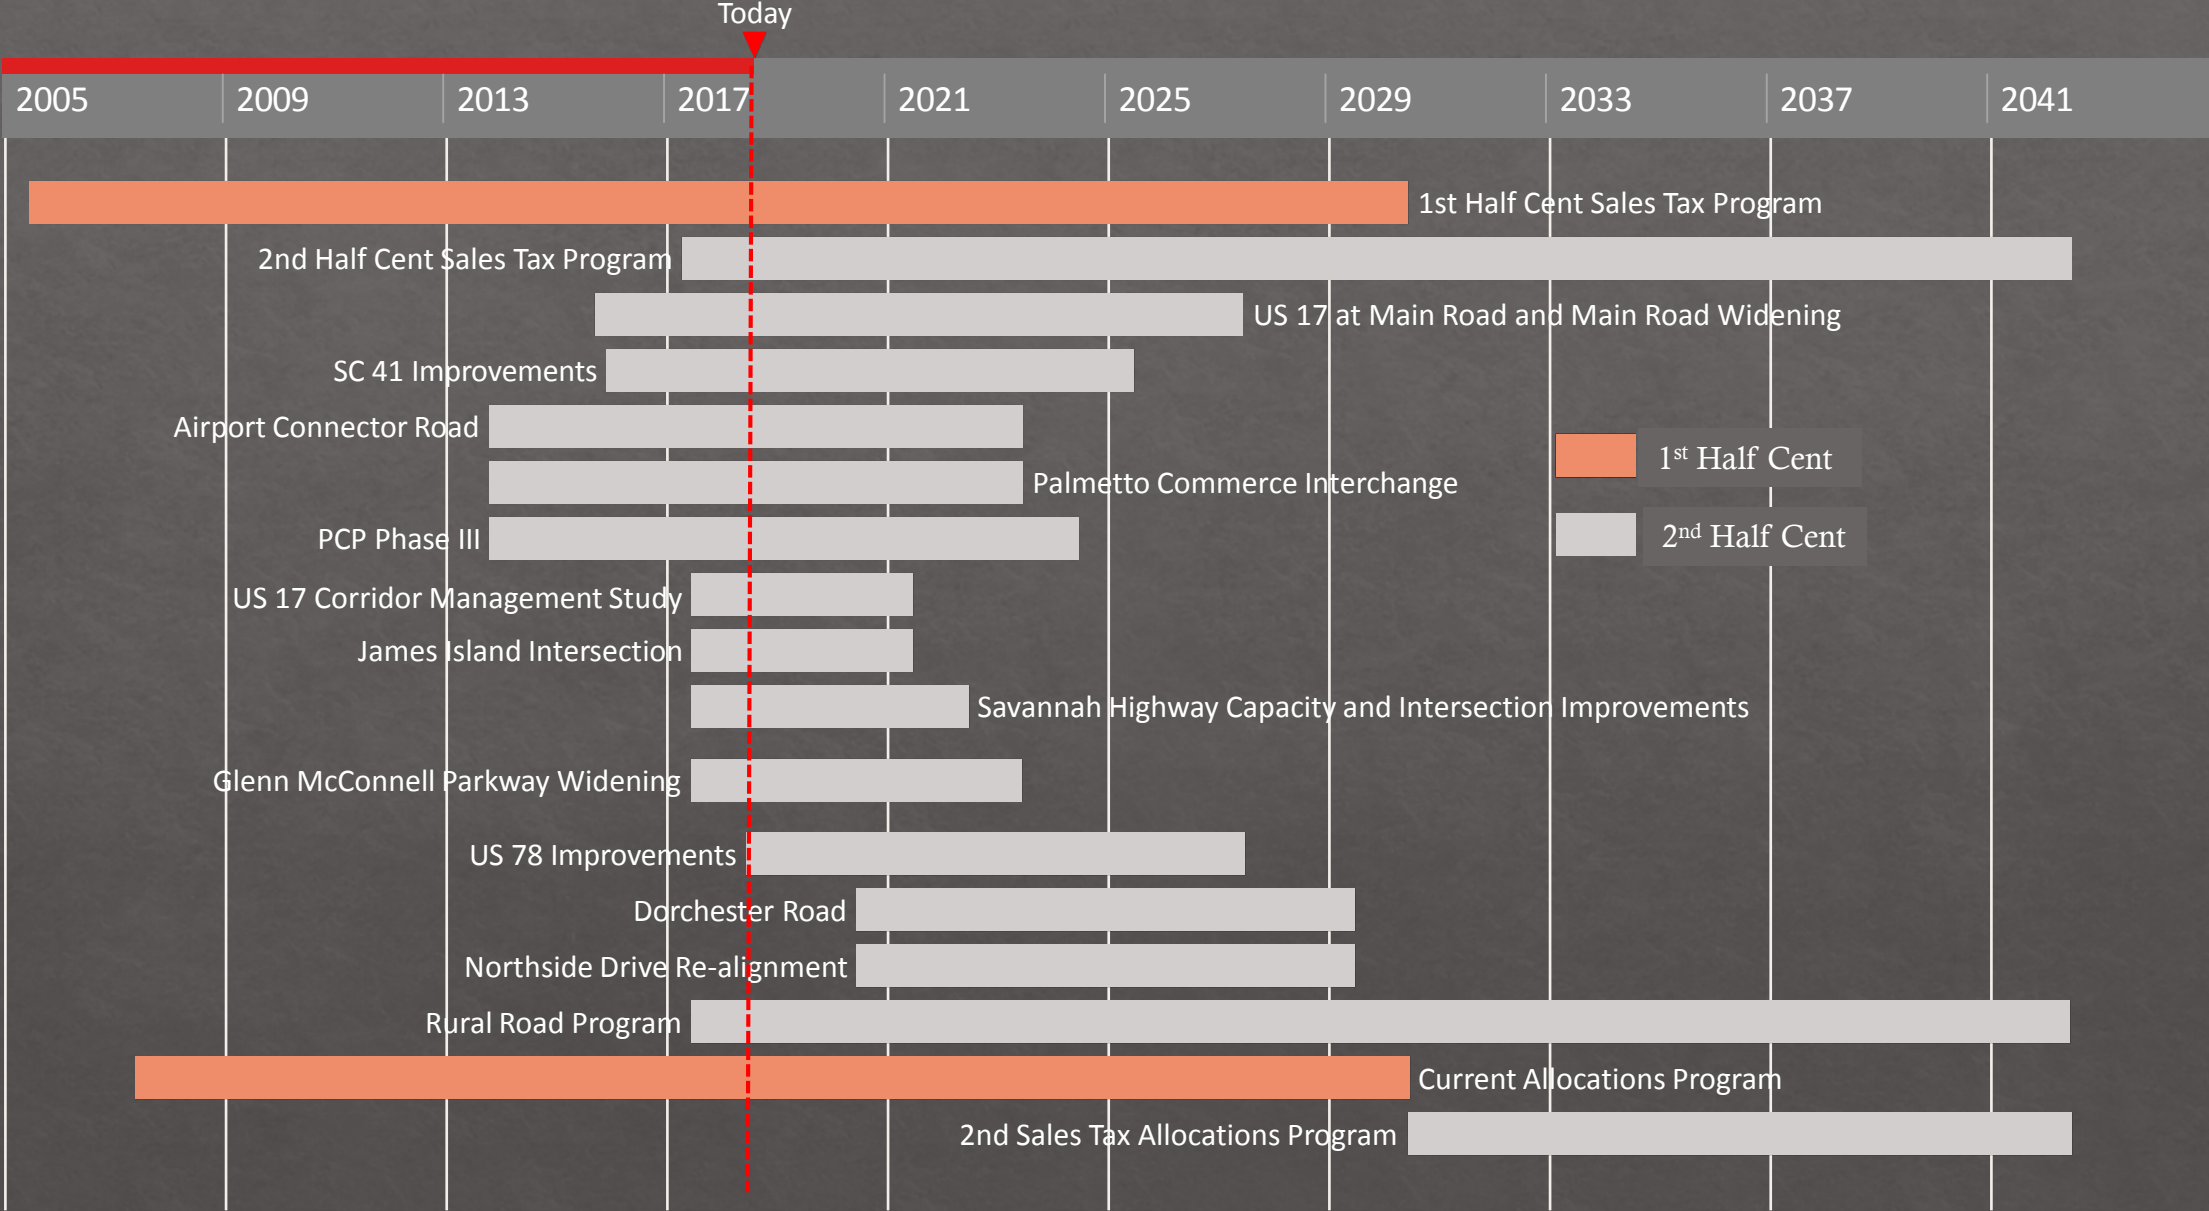 Today
2005 2009 2013 2017 2021 2025 2029 2033 2037 2041
1st Half Cent Sales Tax Program
2nd Half Cent Sales Tax Program
US 17 at Main Road and Main Road Widening
SC 41 Improvements
Airport Connector Road
1st Half Cent
Palmetto Commerce Interchange
PCP Phase III
2nd Half Cent
US 17 Corridor Management Study
James Island Intersection
Savannah Highway Capacity and Intersection Improvements
Glenn McConnell Parkway Widening
US 78 Improvements
Dorchester Road
Northside Drive Re-alignment
Rural Road Program
Current Allocations Program
2nd Sales Tax Allocations Program